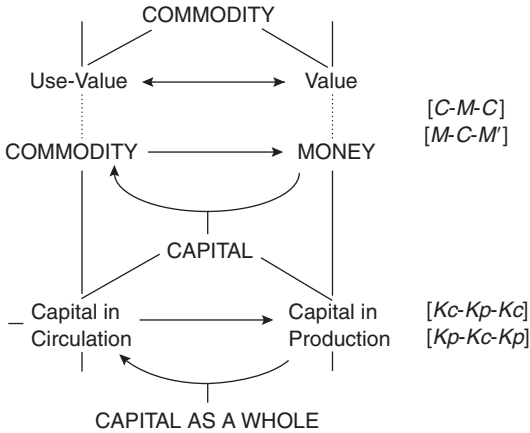 COMMODITY
Use-Value
Value
[C-M-C]
[M-C-M']
COMMODITY
MONEY
CAPITAL
Capital in
Circulation
Capital in
Production
[Kc-Kp-Kc]
[Kp-Kc-Kp]
CAPITAL AS A WHOLE